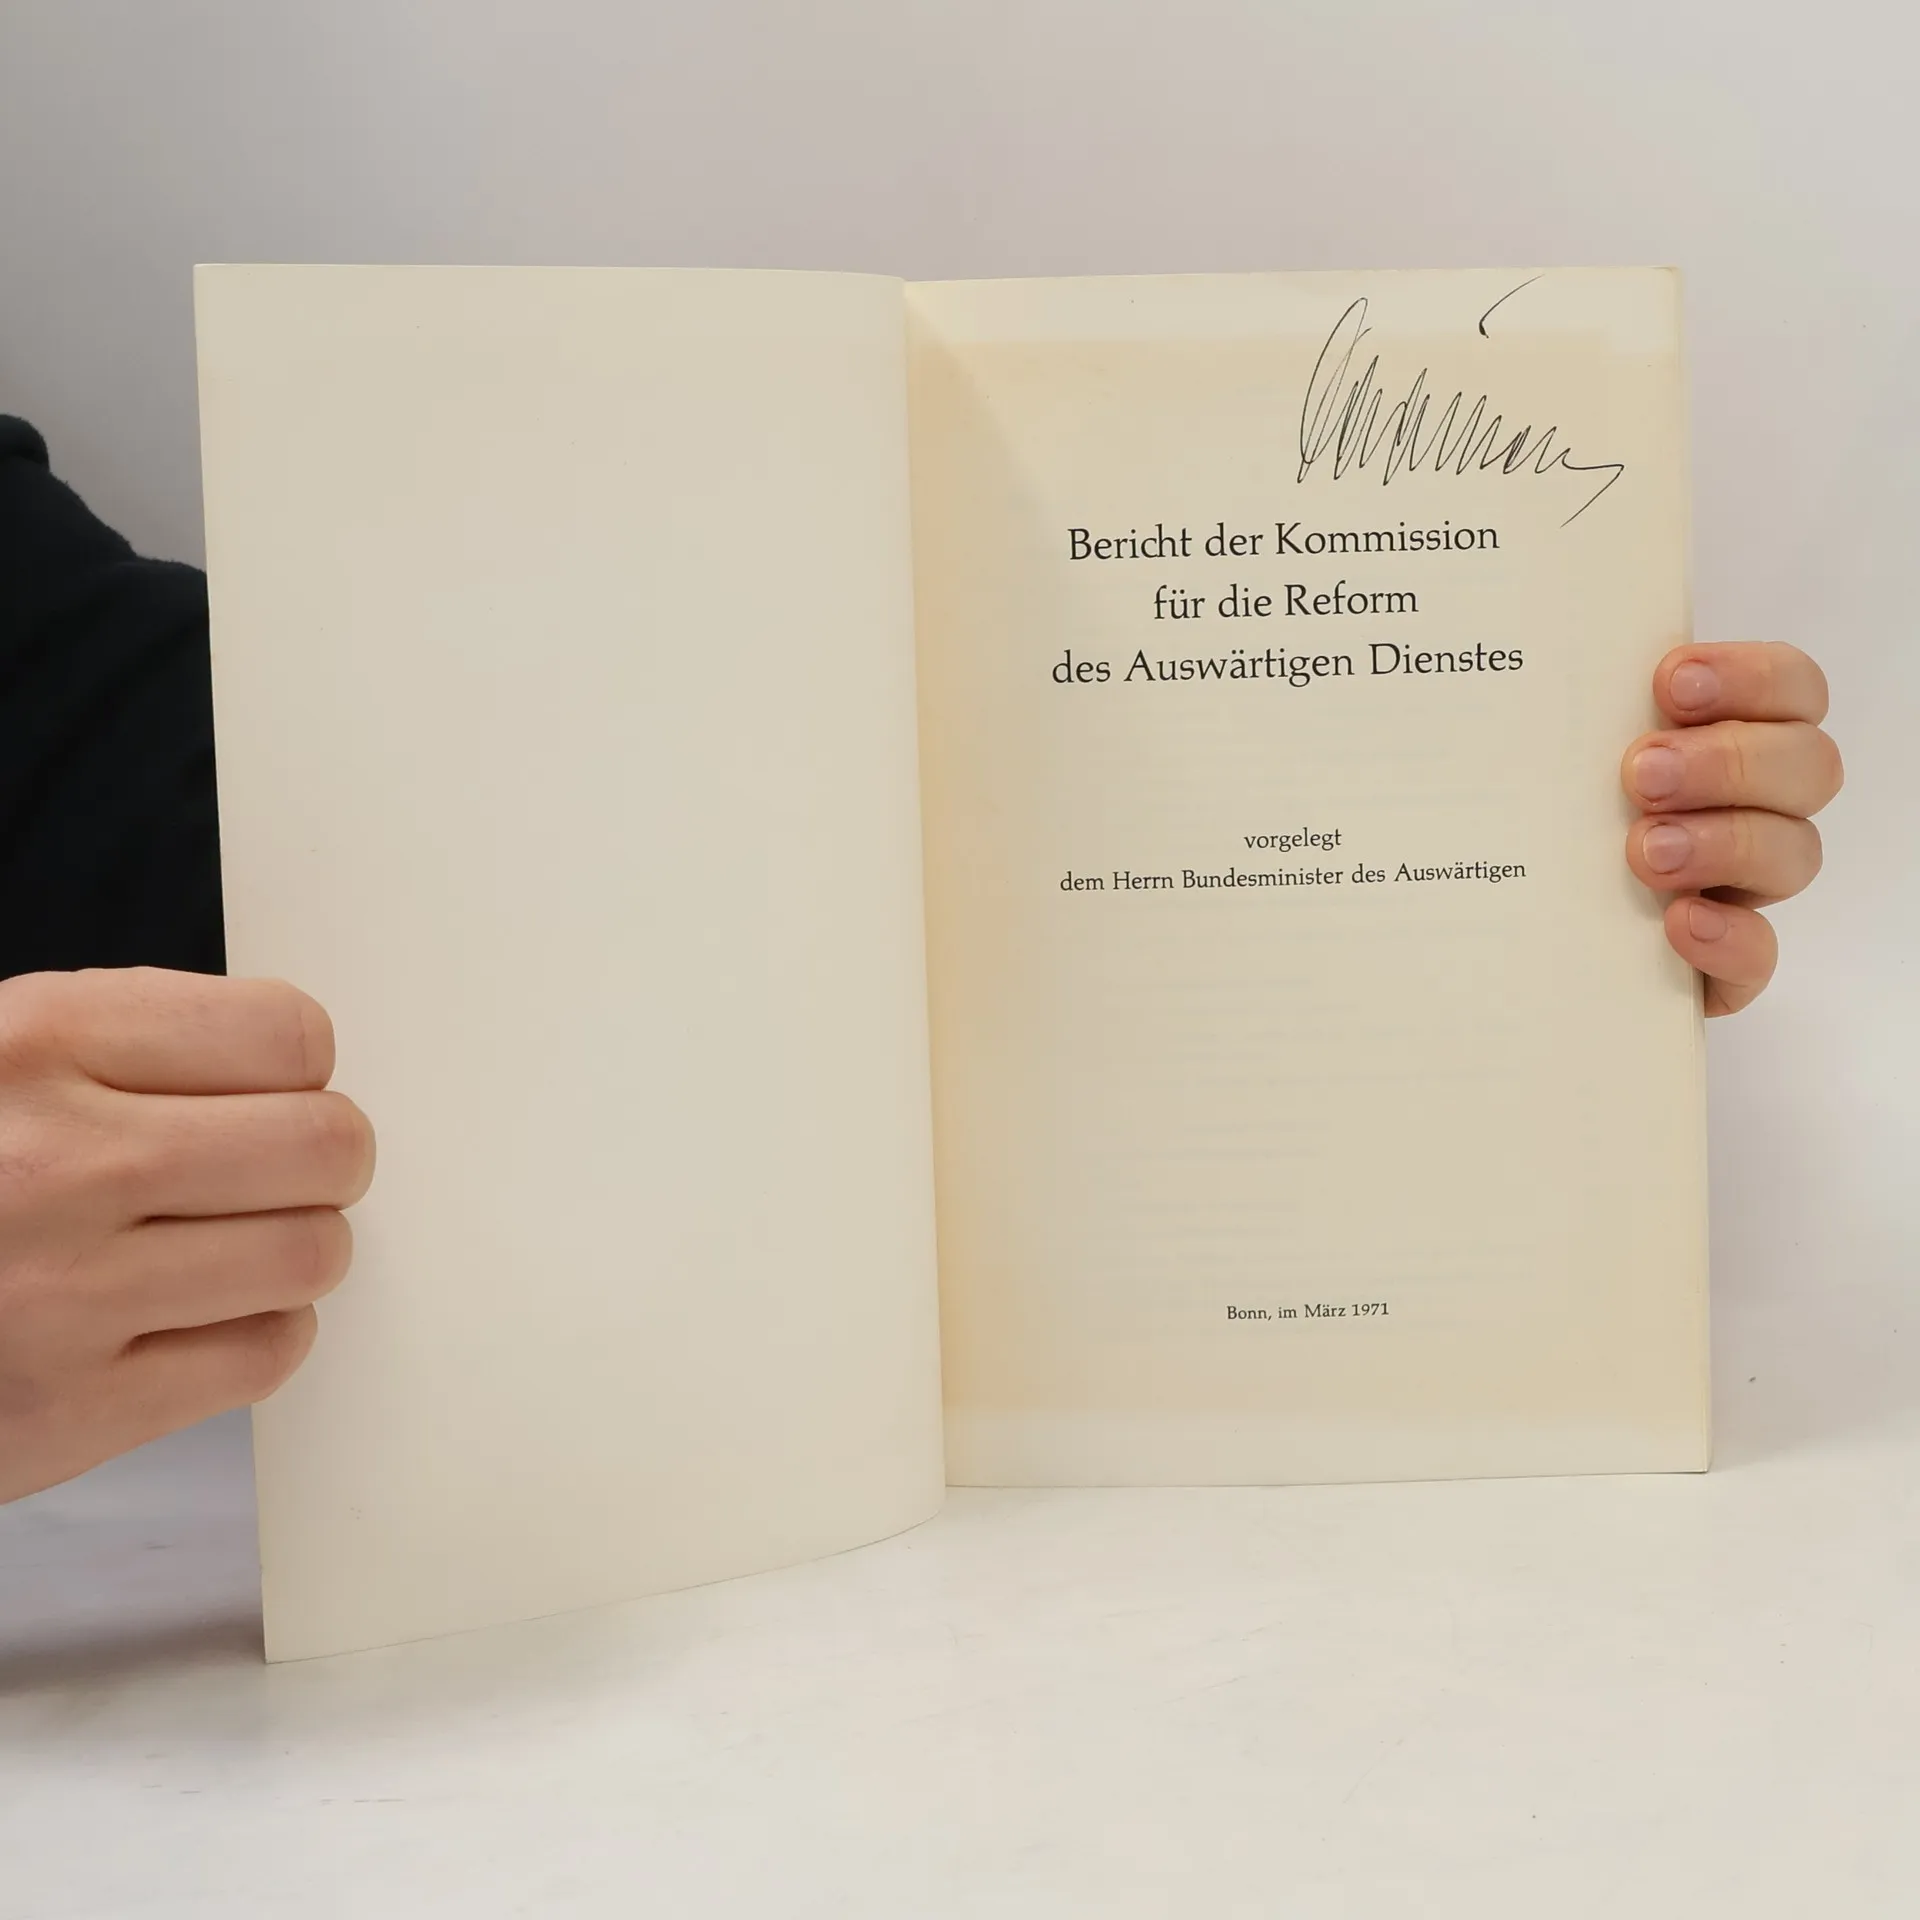 Bericht der Kommission
für die Reform
des Auswärtigen Dienstes
vorgelegt
dem Herrn Bundesminister des Auswärtigen
Bonn, im März 1971